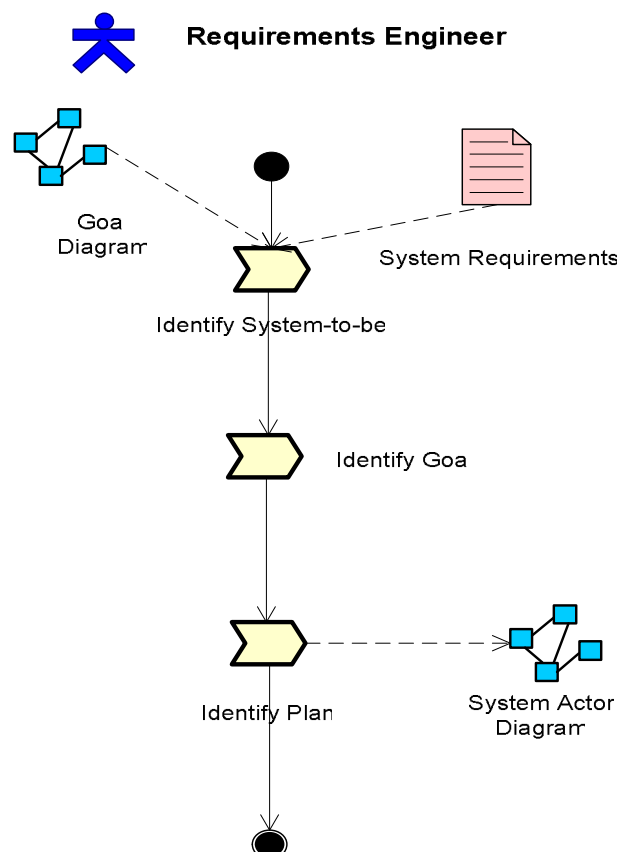 Requirements Engineer
Goa
Diagram
System Requirements
Identify System-to-be
Identify Goa
Identify Plan
System Actor
Diagram